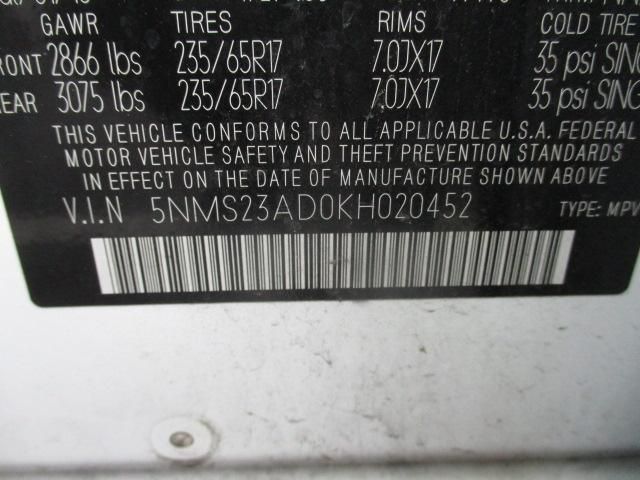 GAWR TIRES RIMS COLD TIRE
FRONT 2866 lbs 235/65R17 7.0JX17 35 psi SING
EAR 3075 lbs 235/65R17 7.0JX17 35 psi SING
THIS VEHICLE CONFORMS TO ALL APPLICABLE U.S.A. FEDERAL
MOTOR VEHICLE SAFETY AND THEFT PREVENTION STANDARDS
IN EFFECT ON THE DATE OF MANUFACTURE SHOWN ABOVE
V.I.N 5NMS23AD0KH020452 TYPE: MPV